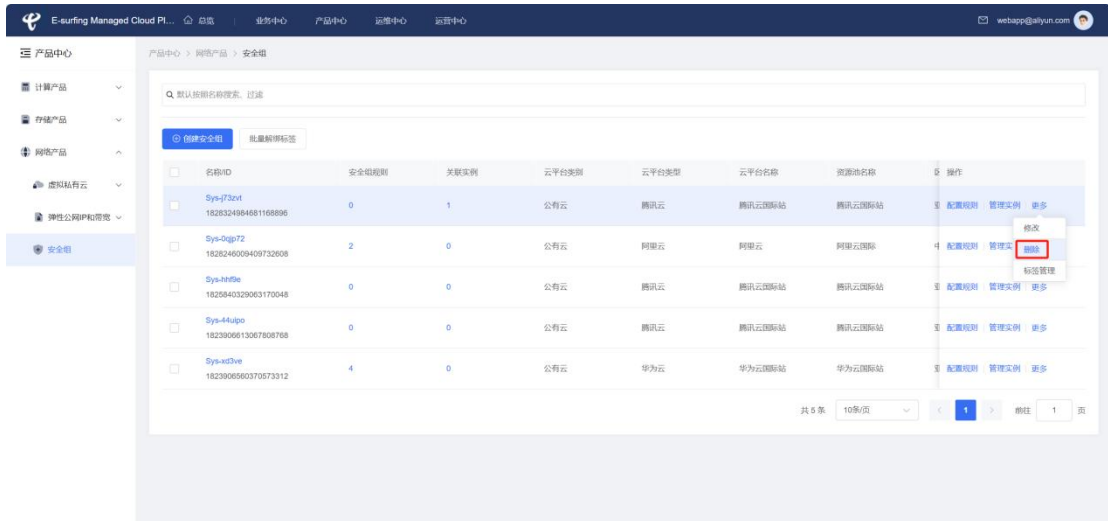 E-surfing Managed Cloud Pl... 总览 业务中心 产品中心 运维中心 运营中心 webapp@aliyun.com
产品中心 产品中心 > 网络产品 > 安全组
计算产品
默认按照名称搜索、过滤
存储产品
创建安全组 批量解绑标签
网络产品
名称/ID 安全组规则 关联实例 云平台类别 云平台类型 云平台名称 资源池名称 操作
虚拟私有云
Sys-j73zvt
1828324984681168896
0 1 公有云 腾讯云 腾讯云国际站 腾讯云国际站 配置规则 管理实例 更多
弹性公网IP和带宽
修改
安全组
Sys-0qjp72
1828246009409732608
2 0 公有云 阿里云 阿里云 阿里云国际 配置规则 管理实
删除
标签管理
Sys-hhf9e
1825840329063170048
0 0 公有云 腾讯云 腾讯云国际站 腾讯云国际站 配置规则 管理实例 更多
Sys-44uipo
1823906613067808768
0 0 公有云 腾讯云 腾讯云国际站 腾讯云国际站 配置规则 管理实例 更多
Sys-xd3ve
1823906560370573312
4 0 公有云 华为云 华为云国际站 华为云国际站 配置规则 管理实例 更多
共 5 条 10条/页 1 前往 1 页